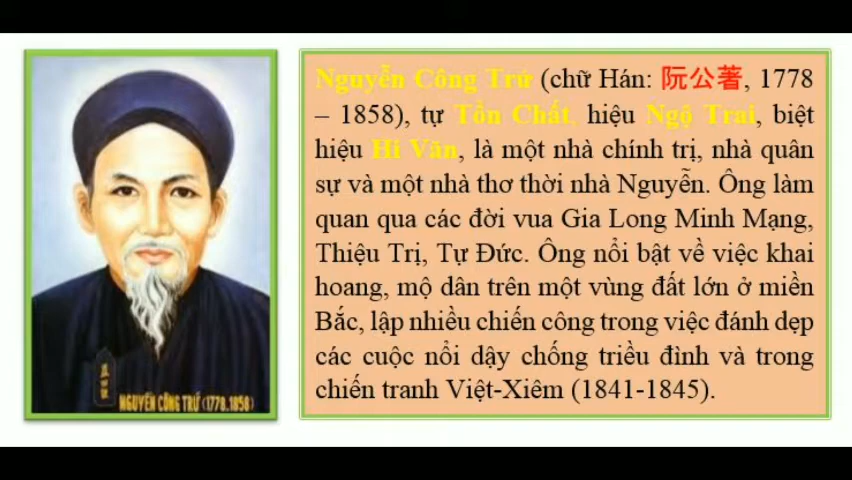 NGUYỄN CÔNG TRỨ (1778-1858)
Nguyễn Công Trứ (chữ Hán: 阮公著, 1778
– 1858), tự Tồn Chất, hiệu Ngộ Trai, biệt
hiệu Hi Văn, là một nhà chính trị, nhà quân
sự và một nhà thơ thời nhà Nguyễn. Ông làm
quan qua các đời vua Gia Long Minh Mạng,
Thiệu Trị, Tự Đức. Ông nổi bật về việc khai
hoang, mộ dân trên một vùng đất lớn ở miền
Bắc, lập nhiều chiến công trong việc đánh dẹp
các cuộc nổi dậy chống triều đình và trong
chiến tranh Việt-Xiêm (1841-1845).